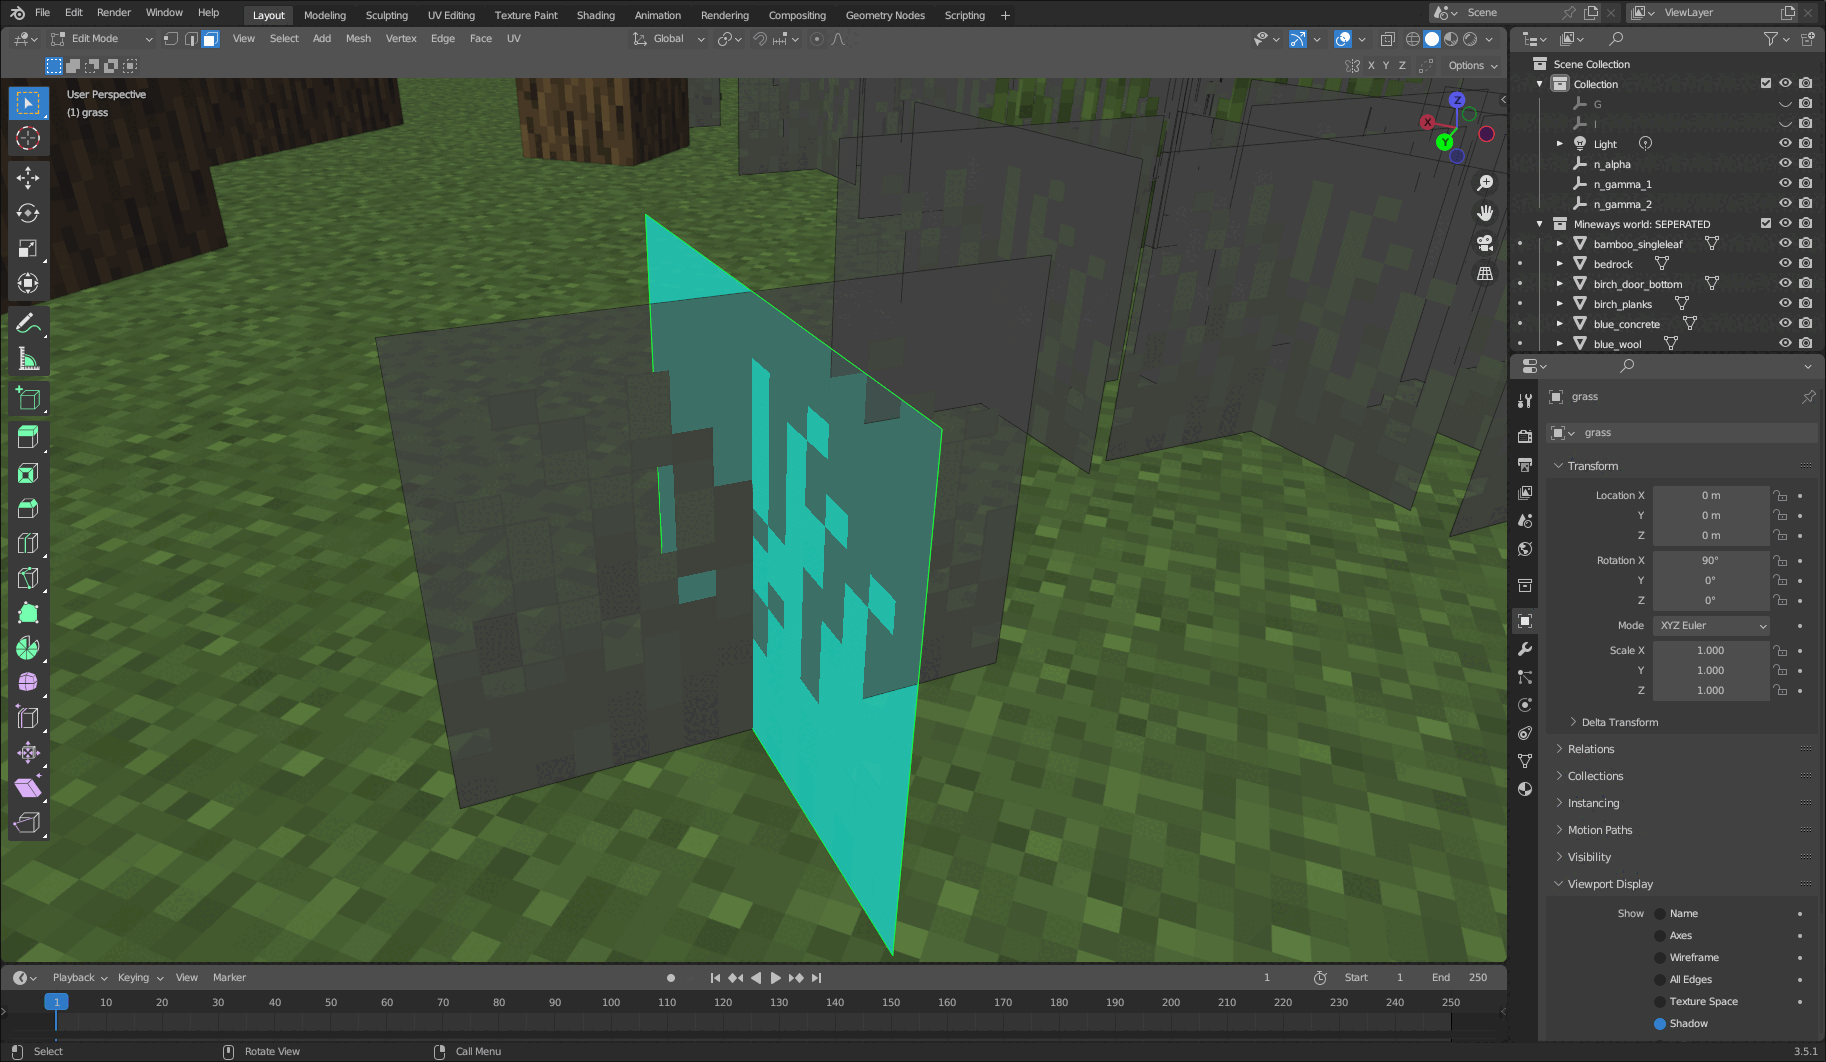 File Edit Render Window Help
Layout Modeling Sculpting UV Editing Texture Paint Shading Animation Rendering Compositing Geometry Nodes Scripting +
Scene
ViewLayer
Edit Mode
View Select Add Mesh Vertex Edge Face UV
Global
X Y Z
Options
User Perspective
(1) grass
Z
X
Y
Scene Collection
Collection
G
I
Light
n_alpha
n_gamma_1
n_gamma_2
Mineways world: SEPERATED
bamboo_singleleaf
bedrock
birch_door_bottom
birch_planks
blue_concrete
blue_wool
grass
grass
Transform
Location X 0 m
Y 0 m
Z 0 m
Rotation X 90°
Y 0°
Z 0°
Mode XYZ Euler
Scale X 1.000
Y 1.000
Z 1.000
Delta Transform
Relations
Collections
Instancing
Motion Paths
Visibility
Viewport Display
Show Name
Axes
Wireframe
All Edges
Texture Space
Shadow
Playback Keying View Marker
1 Start 1 End 250
1 10 20 30 40 50 60 70 80 90 100 110 120 130 140 150 160 170 180 190 200 210 220 230 240 250
Select Rotate View Call Menu
3.5.1